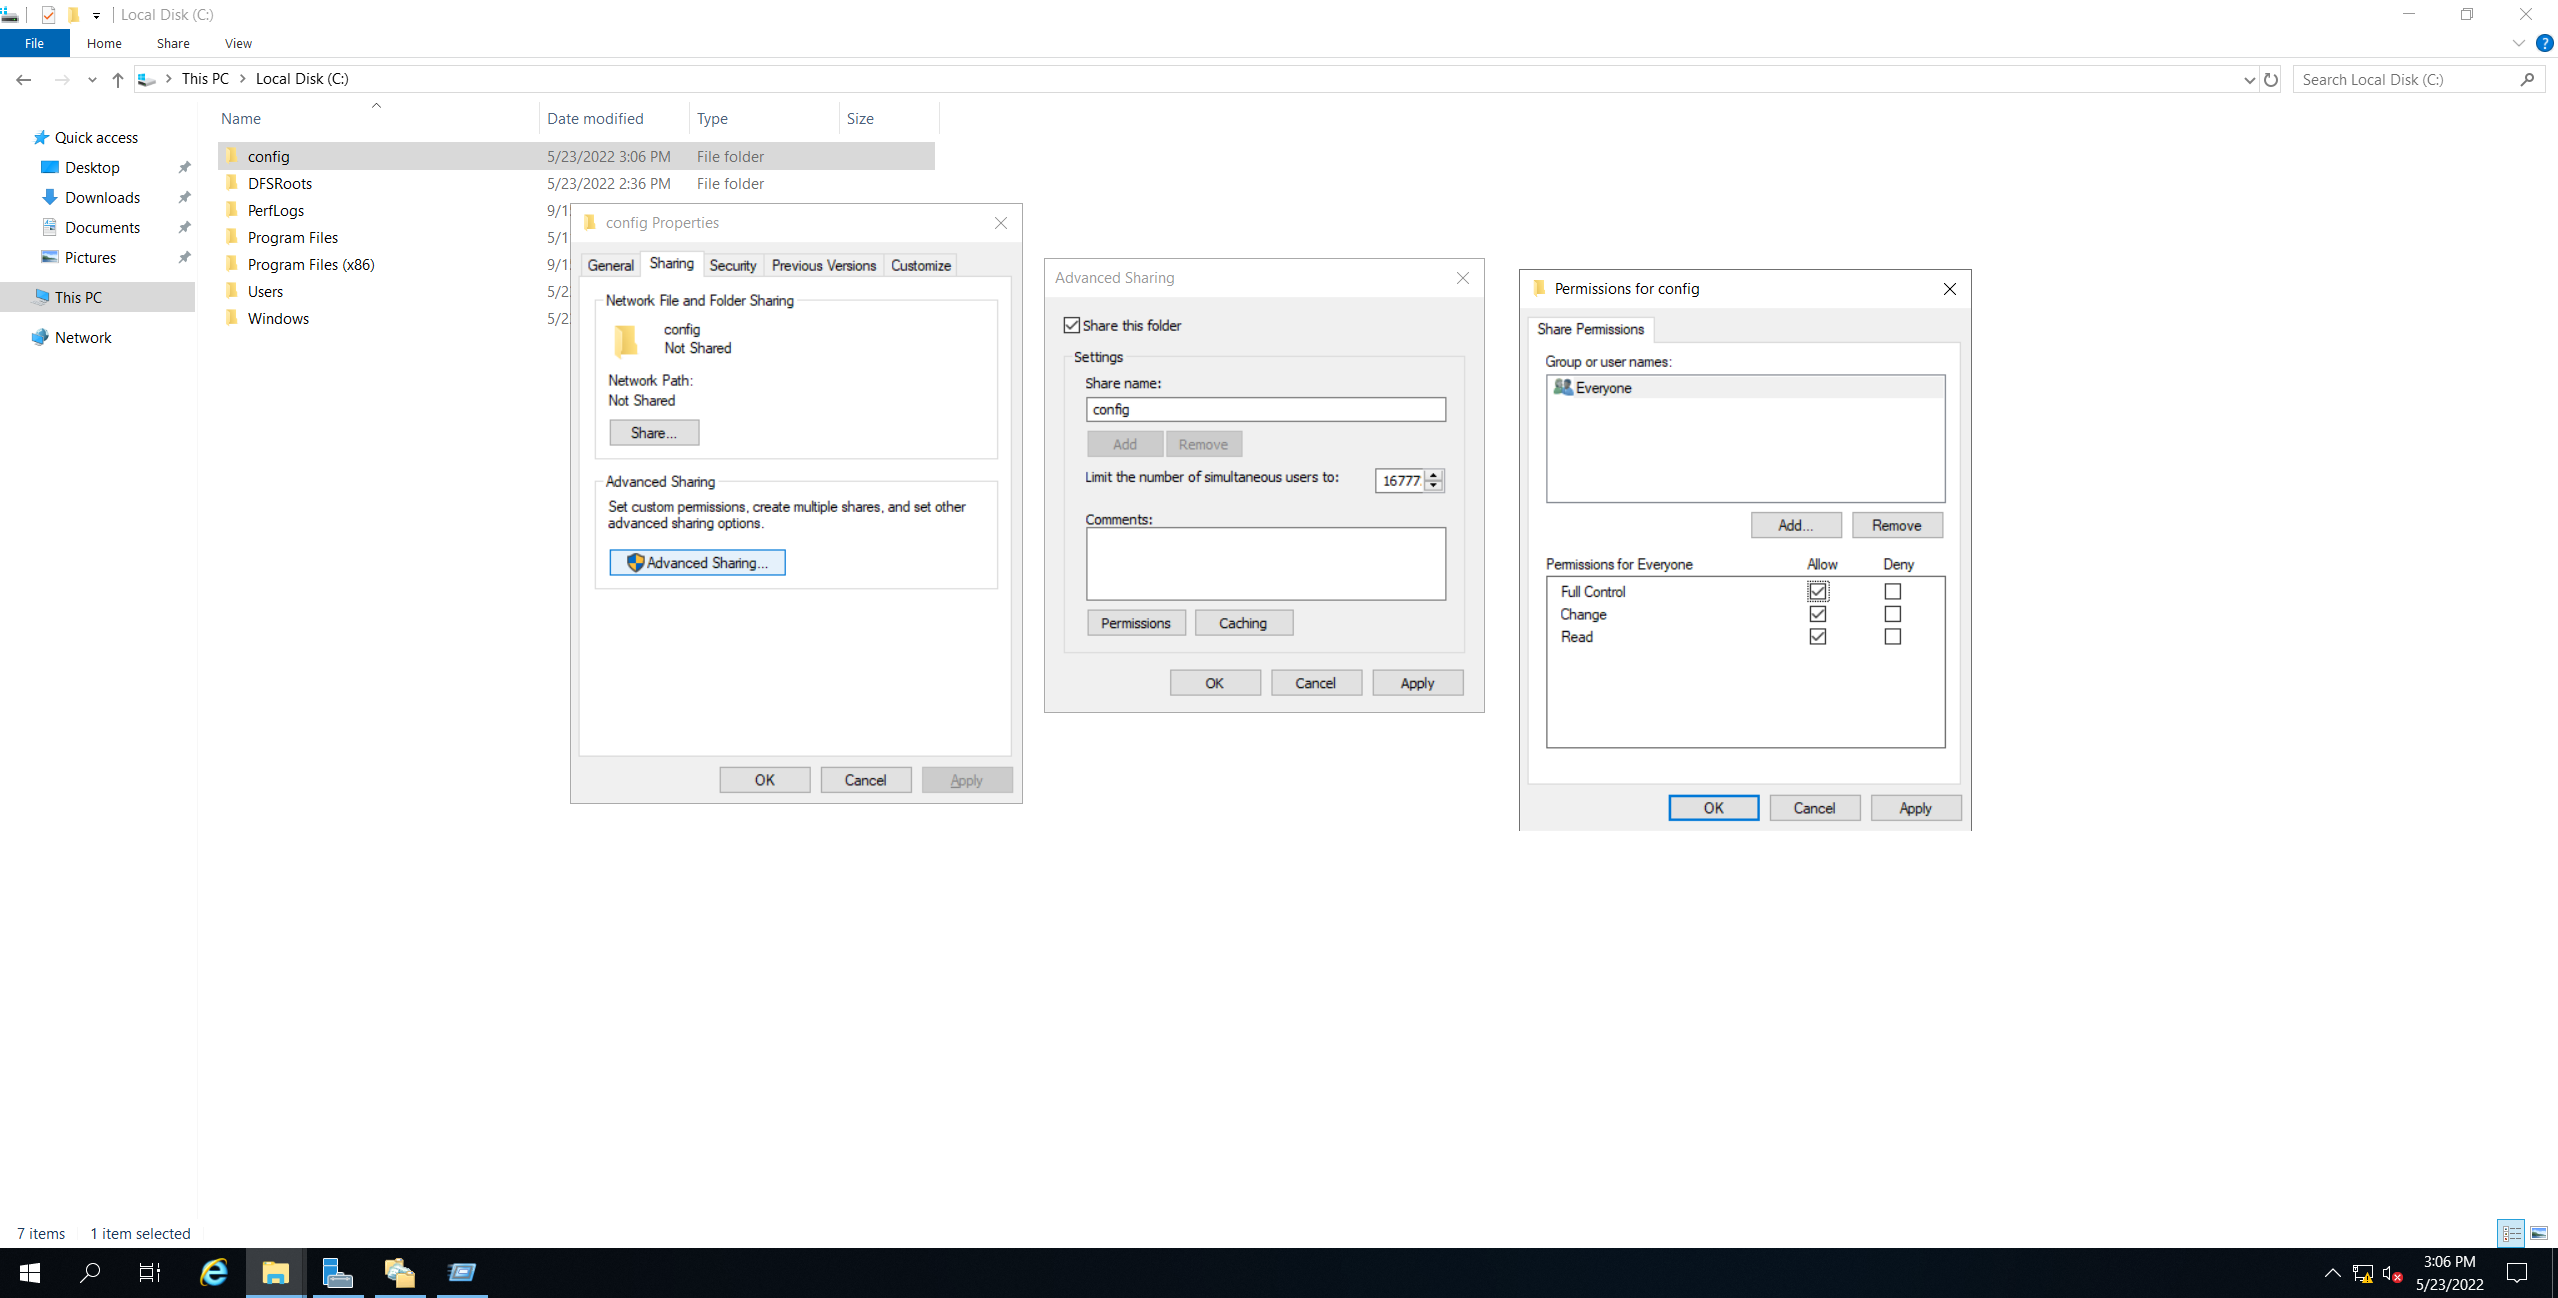 Local Disk (C:)
File Home Share View
This PC Local Disk (C:)
Search Local Disk (C:)
Quick access
Desktop
Downloads
Documents
Pictures
This PC
Network
Name Date modified Type Size
config 5/23/2022 3:06 PM File folder
DFSRoots 5/23/2022 2:36 PM File folder
PerfLogs 9/1
Program Files 5/1
Program Files (x86) 9/1
Users 5/2
Windows 5/2
config Properties
General Sharing Security Previous Versions Customize
Network File and Folder Sharing
config
Not Shared
Network Path:
Not Shared
Share...
Advanced Sharing
Set custom permissions, create multiple shares, and set other
advanced sharing options.
Advanced Sharing...
OK Cancel Apply
Advanced Sharing
Share this folder
Settings
Share name:
config
Add Remove
Limit the number of simultaneous users to: 16777
Comments:
Permissions Caching
OK Cancel Apply
Permissions for config
Share Permissions
Group or user names:
Everyone
Add... Remove
Permissions for Everyone Allow Deny
Full Control
Change
Read
OK Cancel Apply
7 items 1 item selected
3:06 PM
5/23/2022